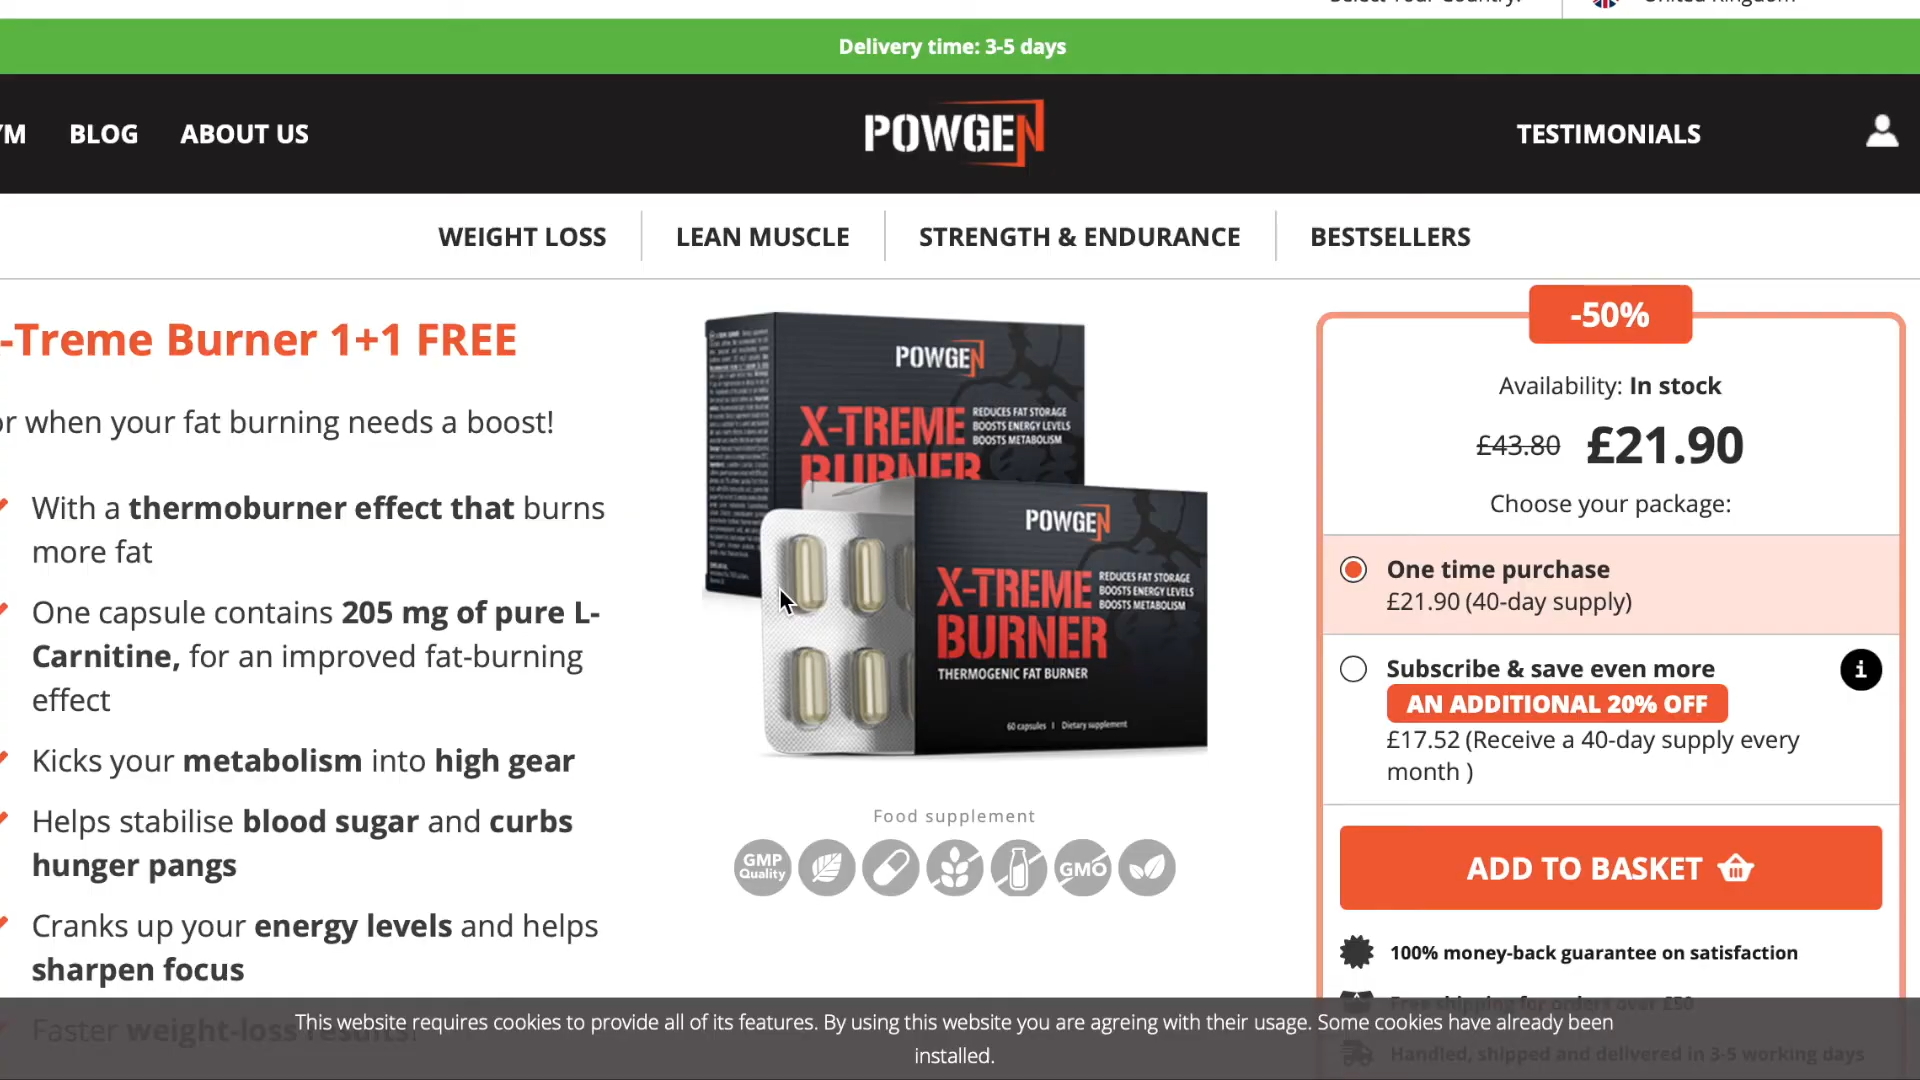 Delivery time: 3-5 days
BLOG
ABOUT US
POWGEN
TESTIMONIALS
WEIGHT LOSS
LEAN MUSCLE
STRENGTH & ENDURANCE
BESTSELLERS
-Treme Burner 1+1 FREE
or when your fat burning needs a boost!
With a thermoburner effect that burns
more fat
One capsule contains 205 mg of pure L-
Carnitine, for an improved fat-burning
effect
Kicks your metabolism into high gear
Helps stabilise blood sugar and curbs
hunger pangs
Cranks up your energy levels and helps
sharpen focus
Faster weight-loss results!
POWGEN
X-TREME
BURNER
REDUCES FAT STORAGE
BOOSTS ENERGY LEVELS
BOOSTS METABOLISM
POWGEN
X-TREME
BURNER
REDUCES FAT STORAGE
BOOSTS ENERGY LEVELS
BOOSTS METABOLISM
THERMOGENIC FAT BURNER
60 capsules | Dietary supplement
Food supplement
GMP
Quality
GMO
-50%
Availability: In stock
£43.80 £21.90
Choose your package:
One time purchase
£21.90 (40-day supply)
Subscribe & save even more
i
AN ADDITIONAL 20% OFF
£17.52 (Receive a 40-day supply every
month )
ADD TO BASKET
100% money-back guarantee on satisfaction
Free shipping for orders over £50
Handled, shipped and delivered in 3-5 working days
This website requires cookies to provide all of its features. By using this website you are agreeing with their usage. Some cookies have already been
installed.